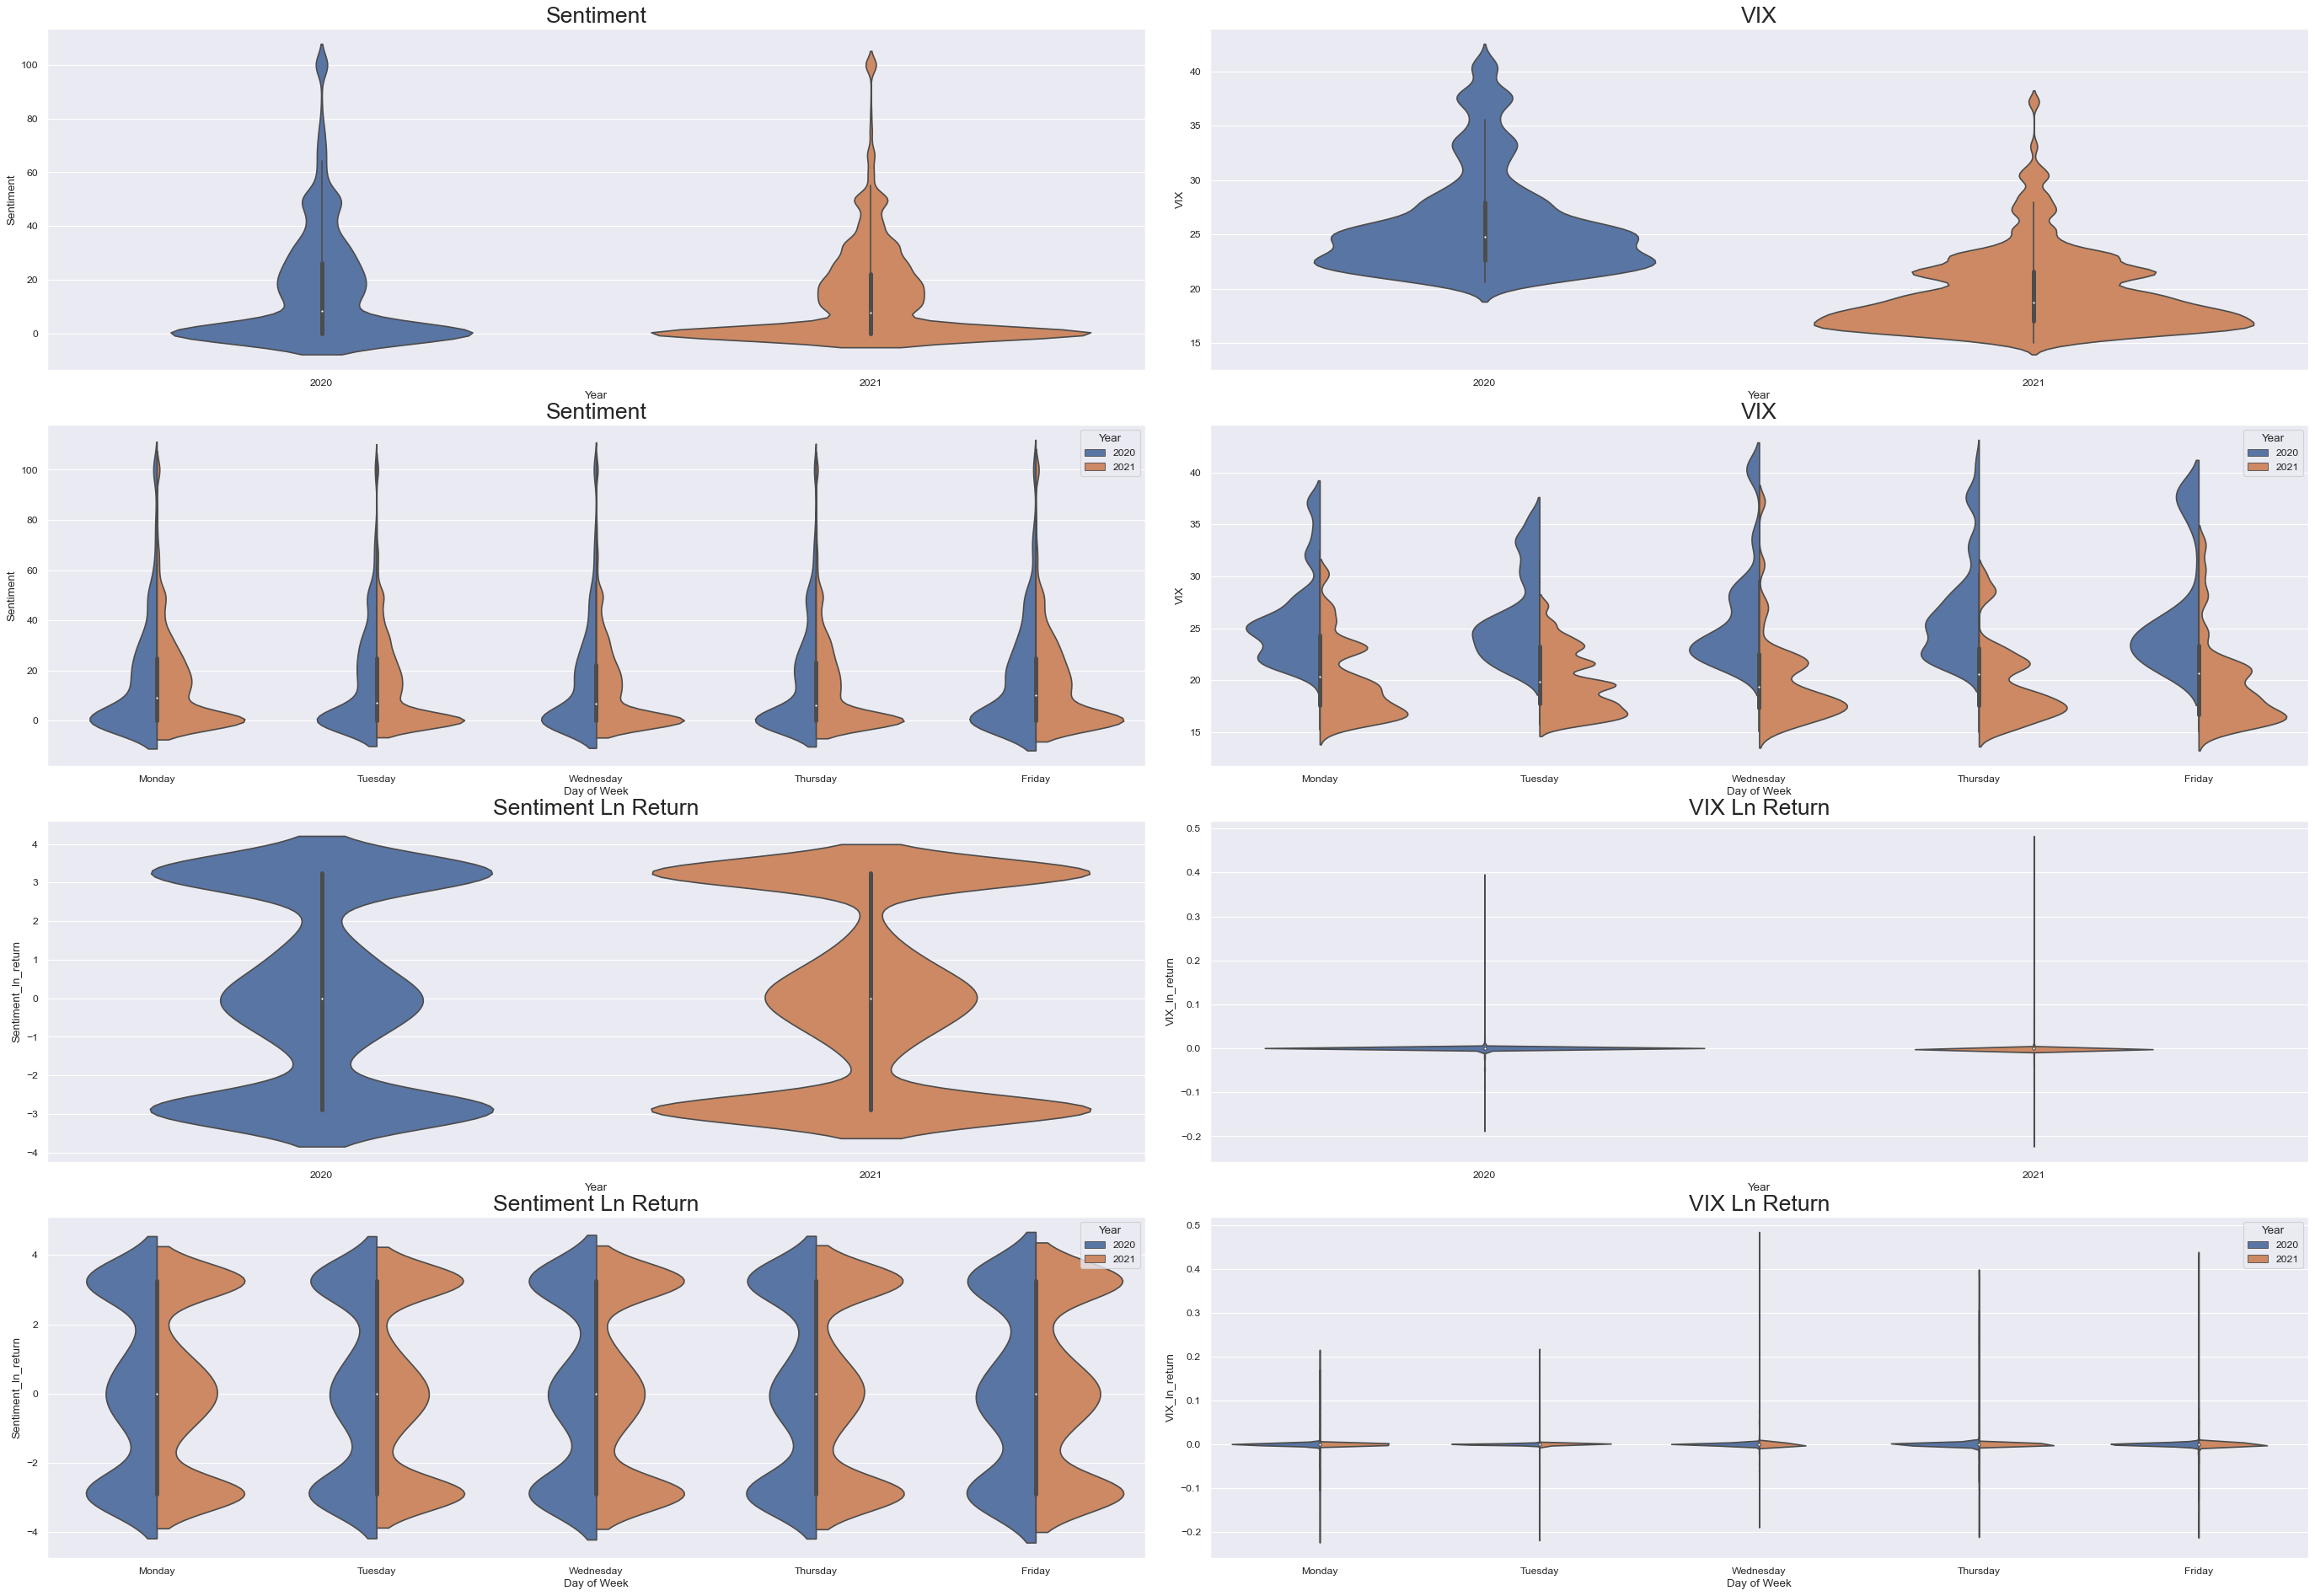 Sentiment
100
80
60
40
20
0
Sentiment
2020
2021
Year
VIX
40
35
30
25
20
15
VIX
2020
2021
Year
Sentiment
100
80
60
40
20
0
Sentiment
Year
2020
2021
Monday Tuesday Wednesday Thursday Friday
Day of Week
VIX
40
35
30
25
20
15
VIX
Year
2020
2021
Monday Tuesday Wednesday Thursday Friday
Day of Week
Sentiment Ln Return
4
3
2
1
0
−1
−2
−3
−4
Sentiment_ln_return
2020
2021
Year
VIX Ln Return
0.5
0.4
0.3
0.2
0.1
0.0
−0.1
−0.2
VIX_ln_return
2020
2021
Year
Sentiment Ln Return
4
2
0
−2
−4
Sentiment_ln_return
Year
2020
2021
Monday Tuesday Wednesday Thursday Friday
Day of Week
VIX Ln Return
0.5
0.4
0.3
0.2
0.1
0.0
−0.1
−0.2
VIX_ln_return
Year
2020
2021
Monday Tuesday Wednesday Thursday Friday
Day of Week